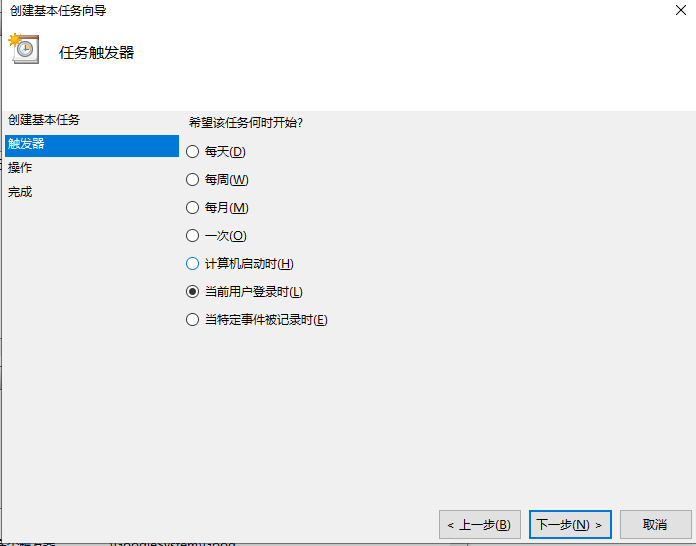 创建基本任务向导
任务触发器
创建基本任务
触发器
操作
完成
希望该任务何时开始?
每天(D)
每周(W)
每月(M)
一次(O)
计算机启动时(H)
当前用户登录时(L)
当特定事件被记录时(E)
< 上一步(B)
下一步(N) >
取消